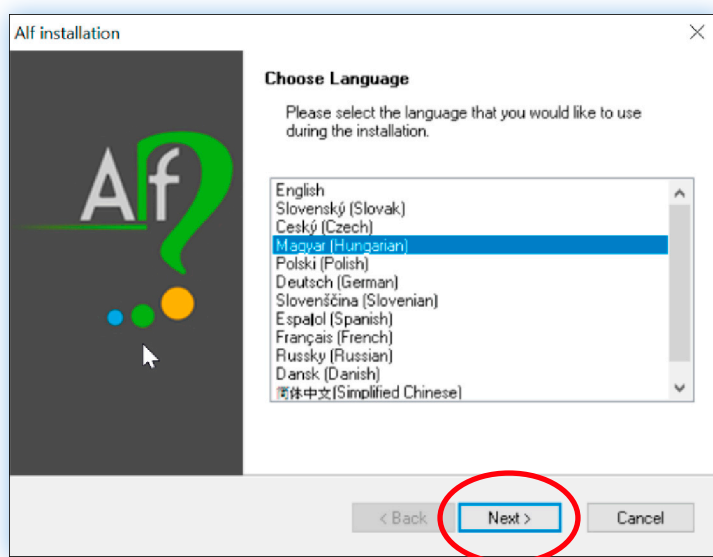 Alf installation
Alf
Choose Language
Please select the language that you would like to use
during the installation.
English
Slovenský (Slovak)
Český (Czech)
Magyar (Hungarian)
Polski (Polish)
Deutsch (German)
Slovenščina (Slovenian)
Espaļol (Spanish)
Français (French)
Russky (Russian)
Dansk (Danish)
简体中文(Simplified Chinese)
< Back
Next >
Cancel